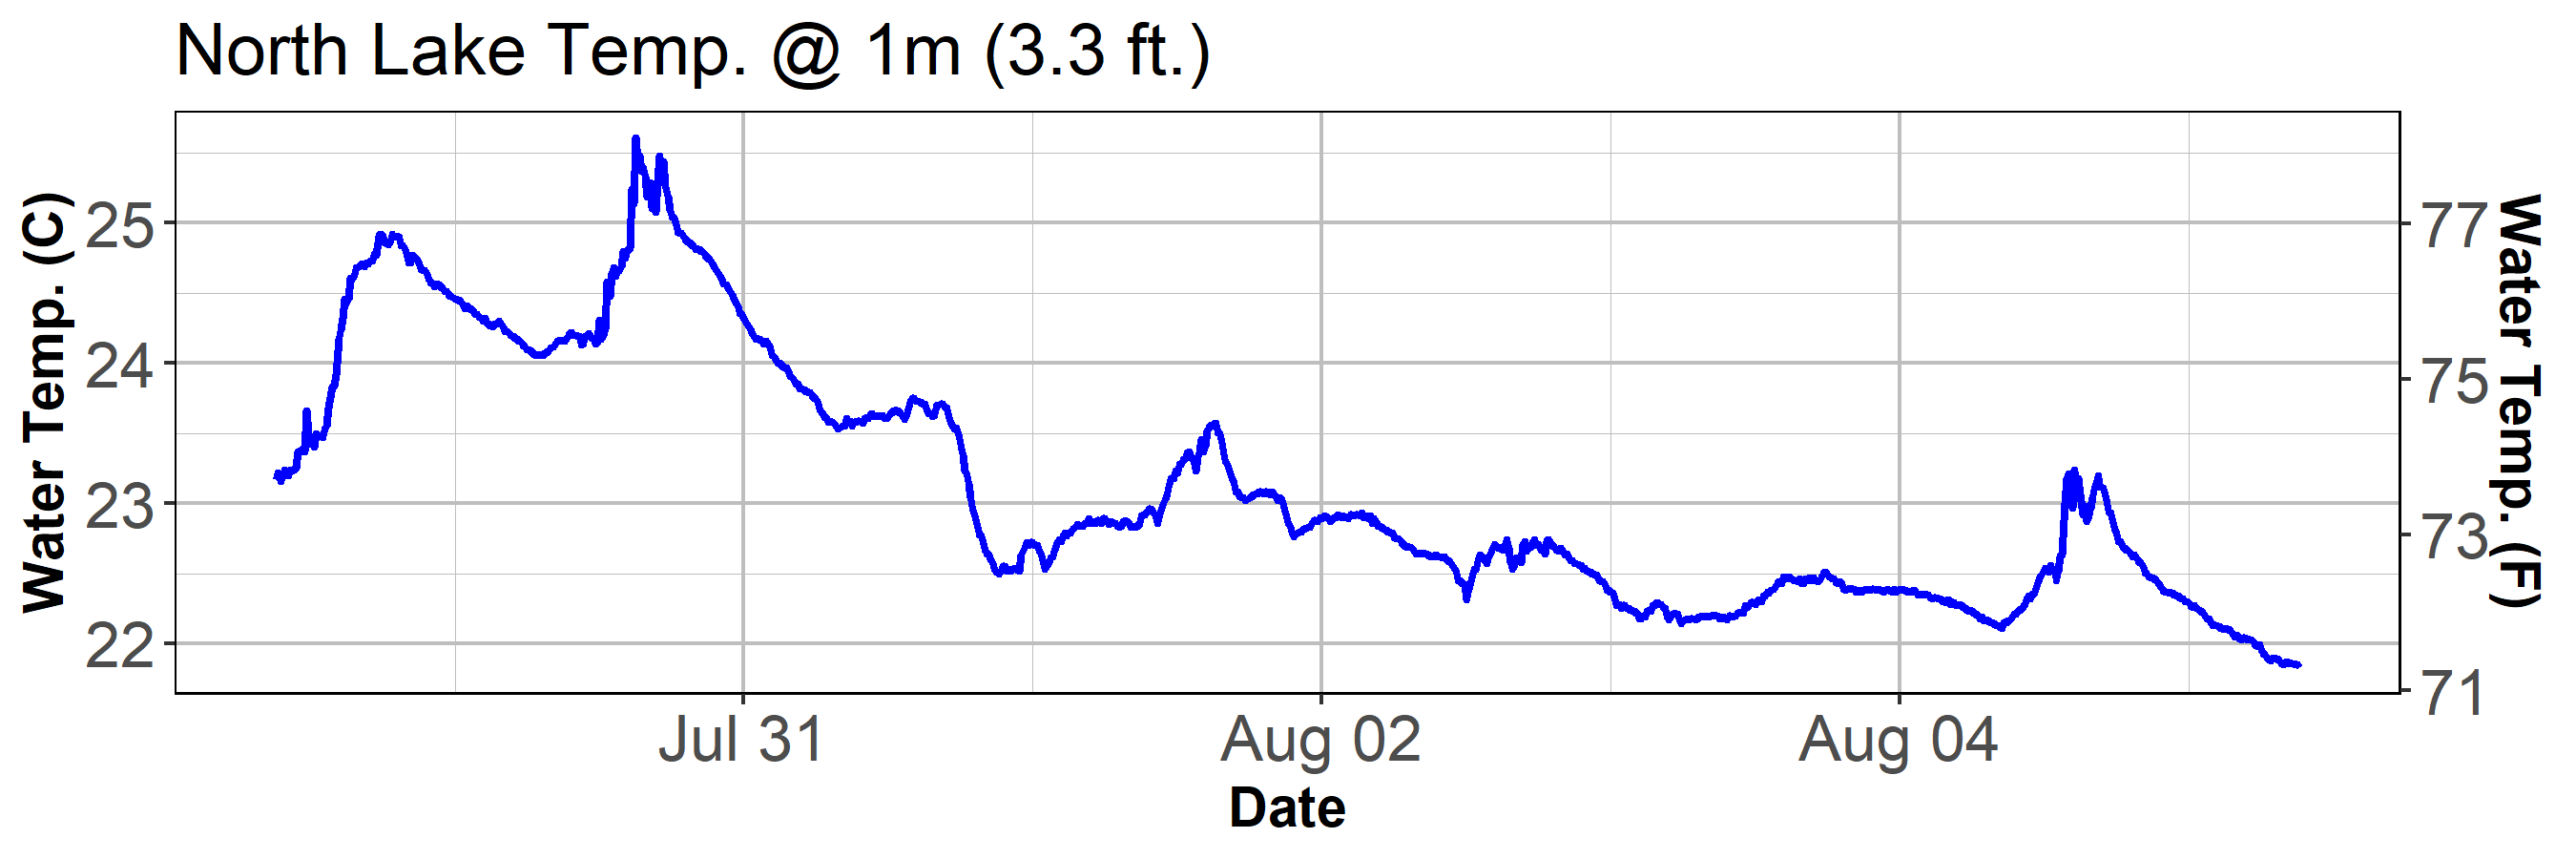 North Lake Temp. @ 1m (3.3 ft.)
Water Temp. (C)
25
24
23
22
77
75
73
71
Water Temp. (F)
Jul 31 Aug 02 Aug 04
Date